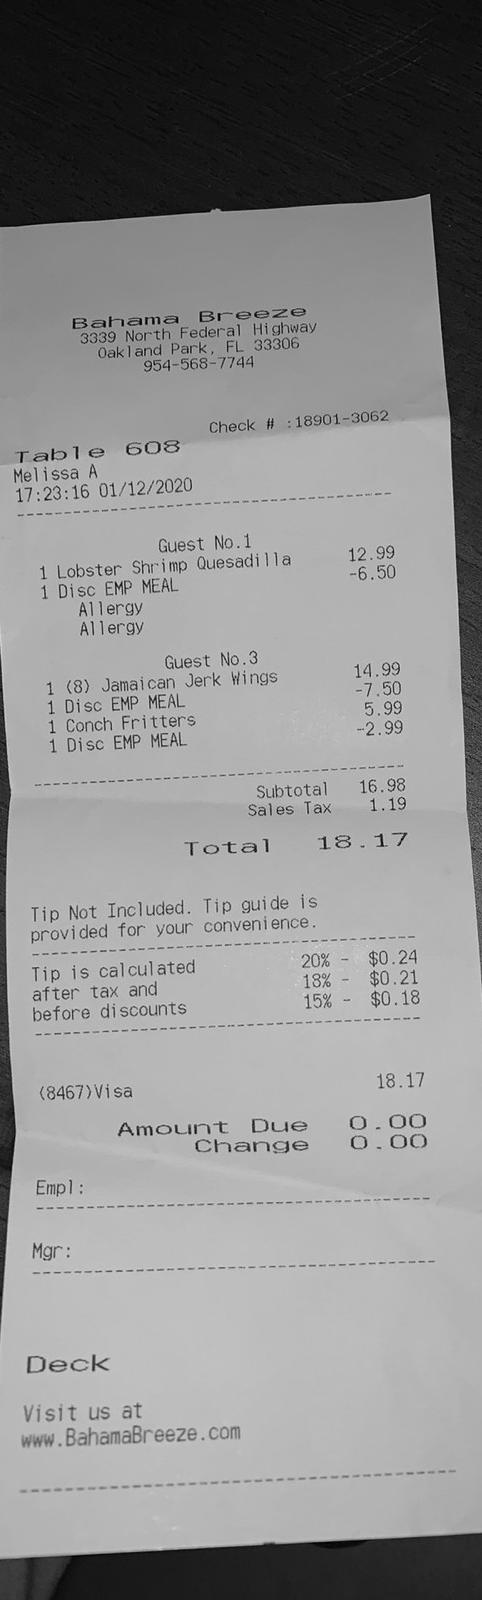 Bahama Breeze
3339 North Federal Highway
Oakland Park, FL 33306
954-568-7744
Check # :18901-3062
Table 608
Melissa A
17:23:16 01/12/2020
Guest No.1
1 Lobster Shrimp Quesadilla 12.99
1 Disc EMP MEAL -6.50
Allergy
Allergy
Guest No.3
1 (8) Jamaican Jerk Wings 14.99
1 Disc EMP MEAL -7.50
1 Conch Fritters 5.99
1 Disc EMP MEAL -2.99
Subtotal 16.98
Sales Tax 1.19
Total 18.17
Tip Not Included. Tip guide is
provided for your convenience.
Tip is calculated 20% - $0.24
after tax and 18% - $0.21
before discounts 15% - $0.18
(8467)Visa 18.17
Amount Due 0.00
Change 0.00
Empl:
Mgr:
Deck
Visit us at
www.BahamaBreeze.com